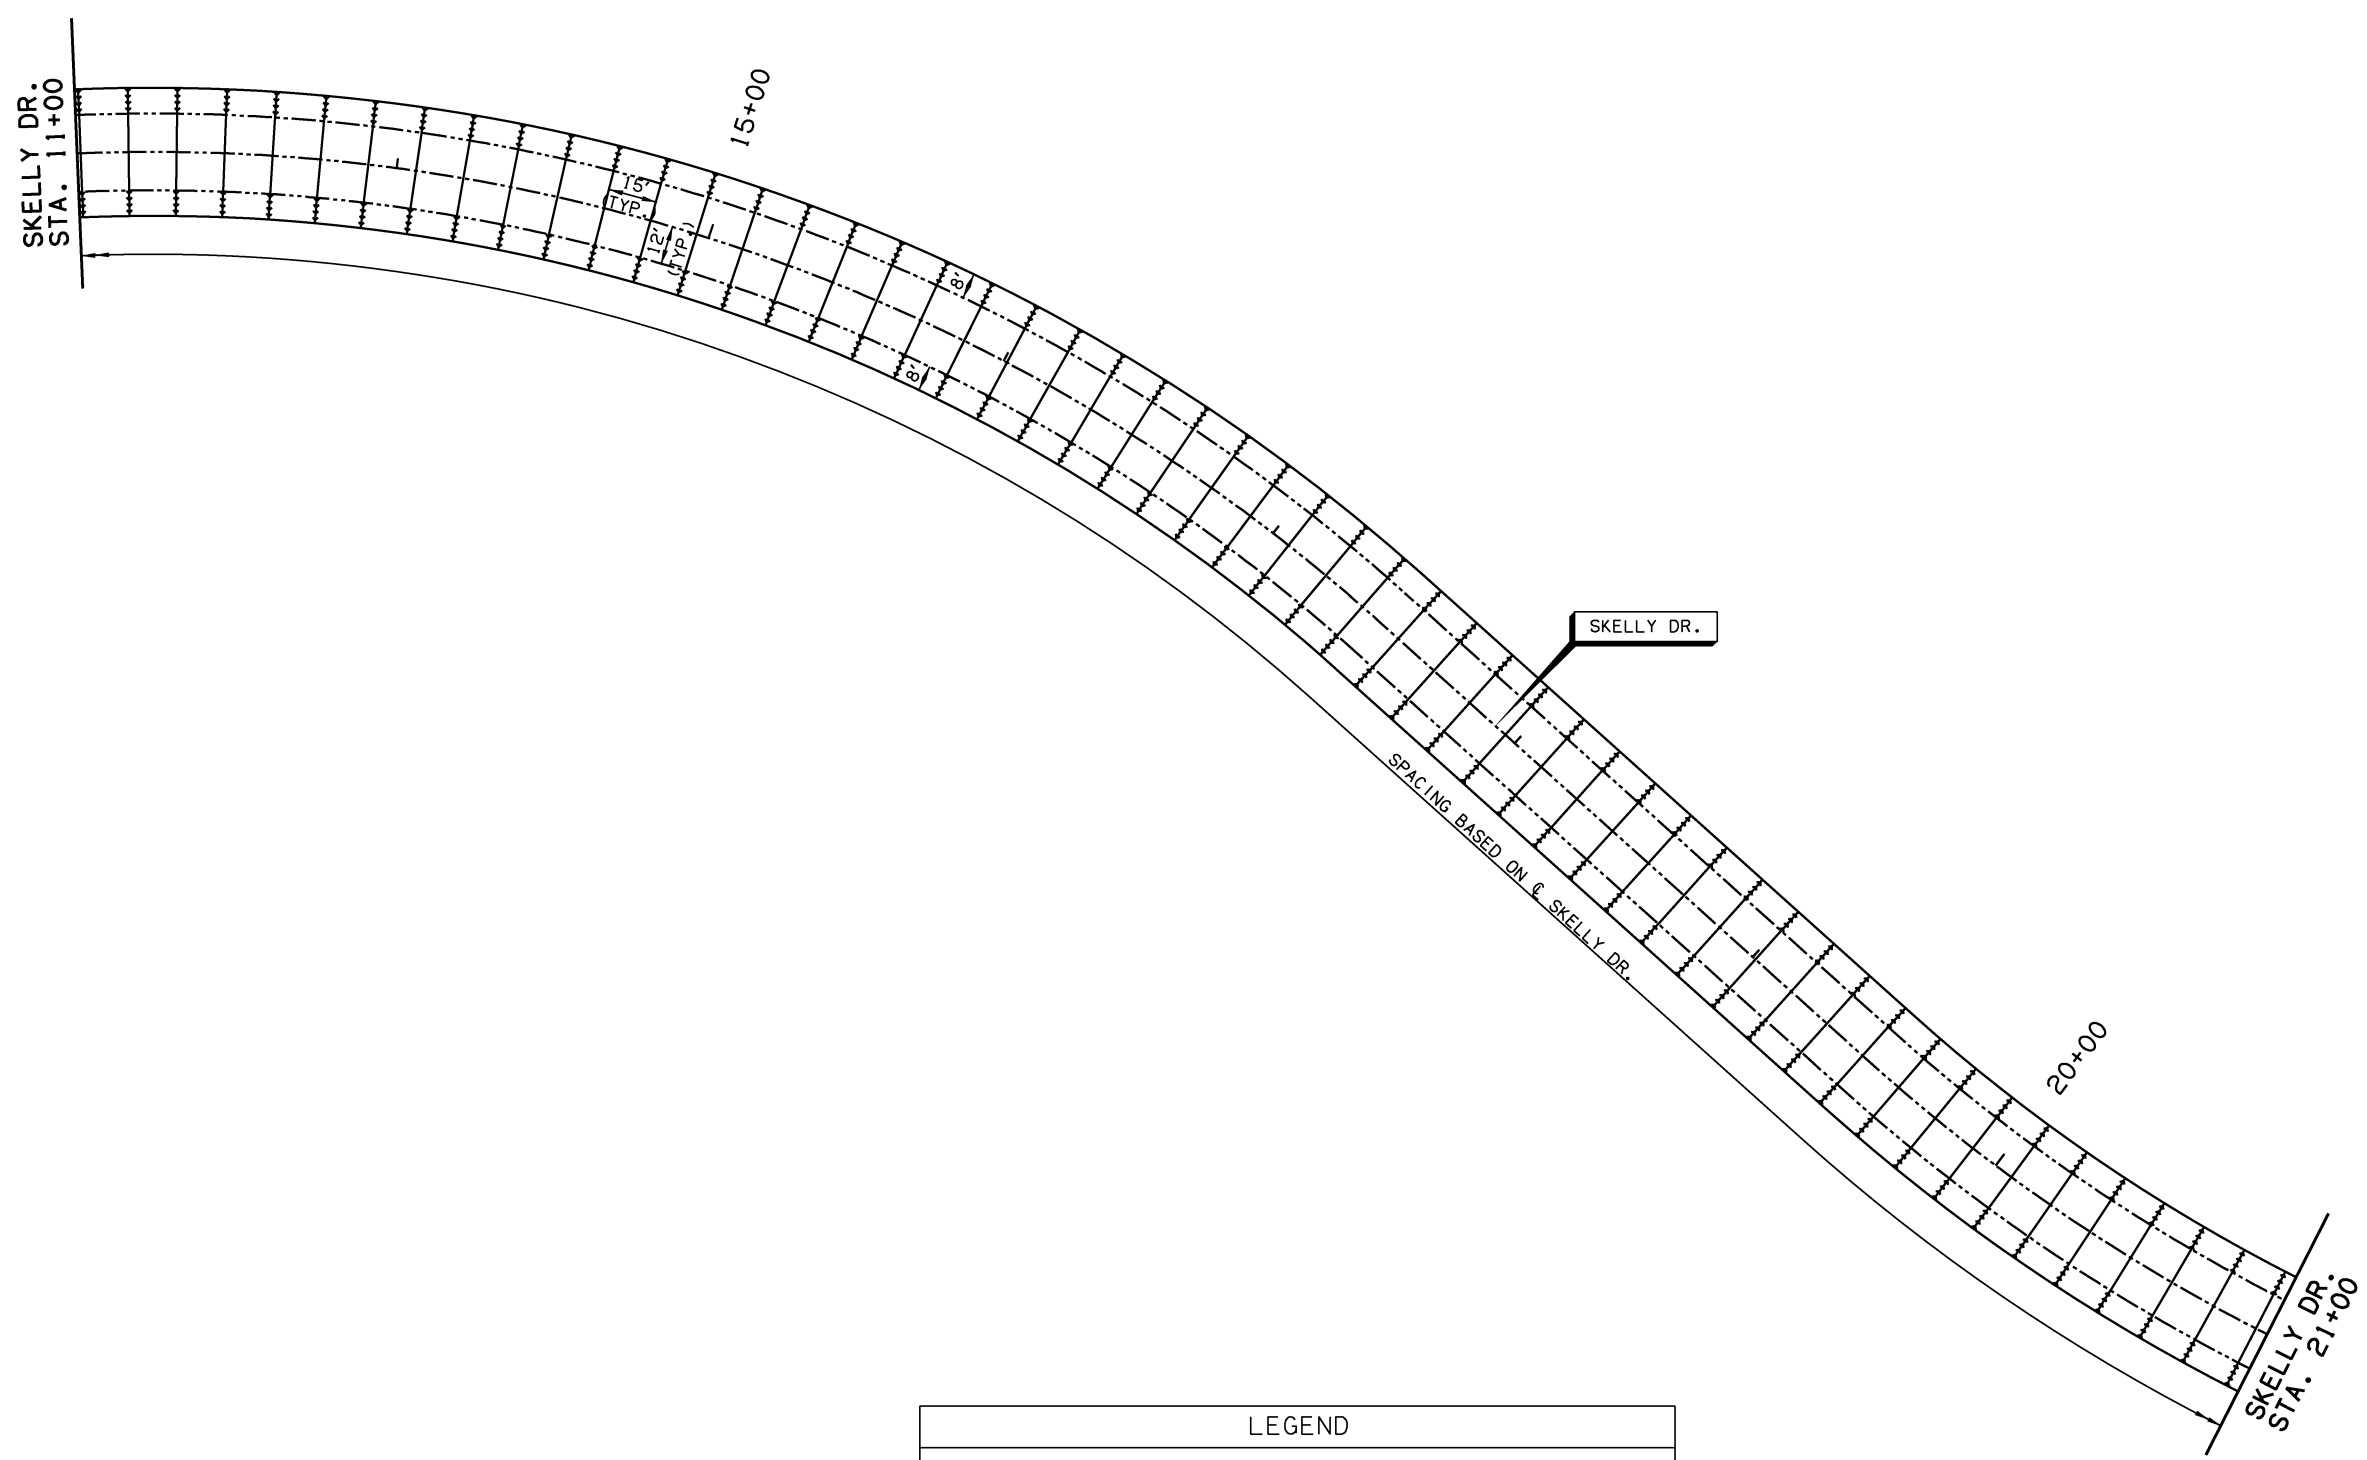 SKELLY DR.
STA. 11+00
15+00
15'
(TYP.)
12'
(TYP.)
8'
8'
SKELLY DR.
SPACING BASED ON ℄ SKELLY DR.
20+00
SKELLY DR.
STA. 21+00
LEGEND